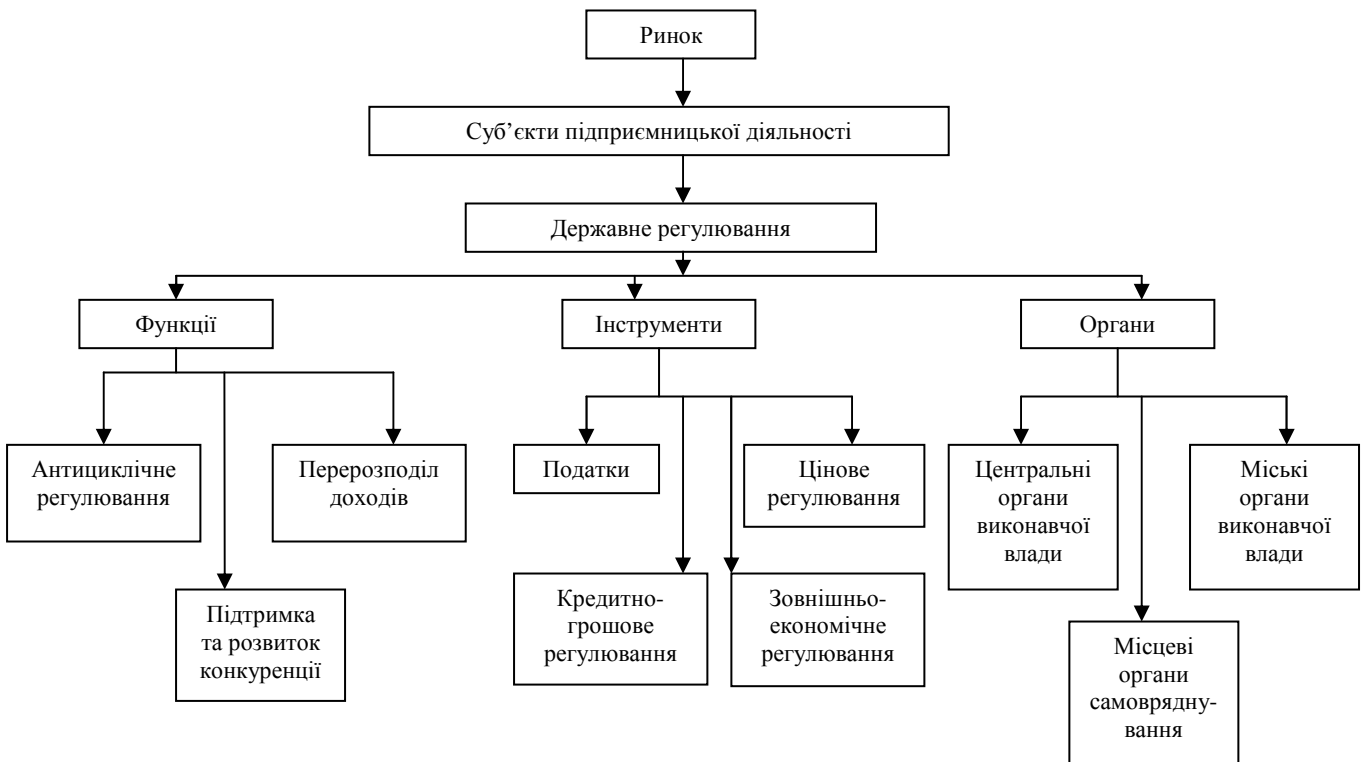 Ринок
Суб’єкти підприємницької діяльності
Державне регулювання
Функції
Інструменти
Органи
Антициклічне
регулювання
Перерозподіл
доходів
Податки
Цінове
регулювання
Центральні
органи
виконавчої
влади
Міські
органи
виконавчої
влади
Підтримка
та розвиток
конкуренції
Кредитно-
грошове
регулювання
Зовнішньо-
економічне
регулювання
Місцеві
органи
самоврядну-
вання